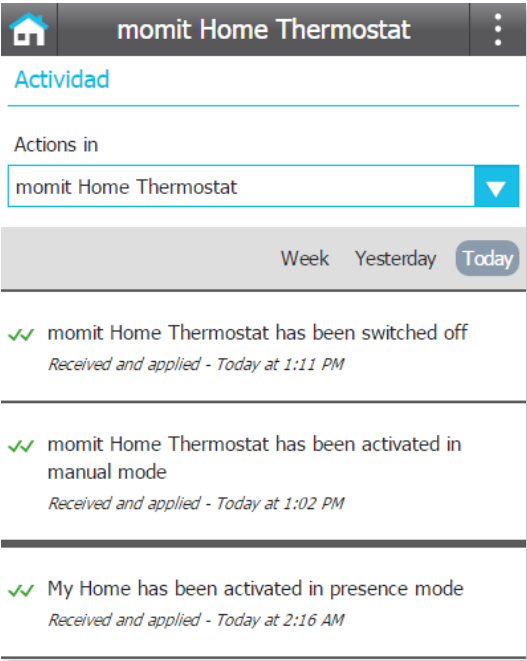 momit Home Thermostat
Actividad
Actions in
momit Home Thermostat
Week Yesterday Today
momit Home Thermostat has been switched off
Received and applied - Today at 1:11 PM
momit Home Thermostat has been activated in
manual mode
Received and applied - Today at 1:02 PM
My Home has been activated in presence mode
Received and applied - Today at 2:16 AM